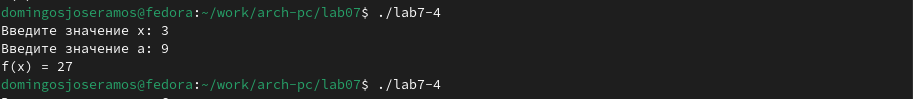 domingosjoseramos@fedora:~/work/arch-pc/lab07$ ./lab7-4
Введите значение x: 3
Введите значение a: 9
f(x) = 27
domingosjoseramos@fedora:~/work/arch-pc/lab07$ ./lab7-4